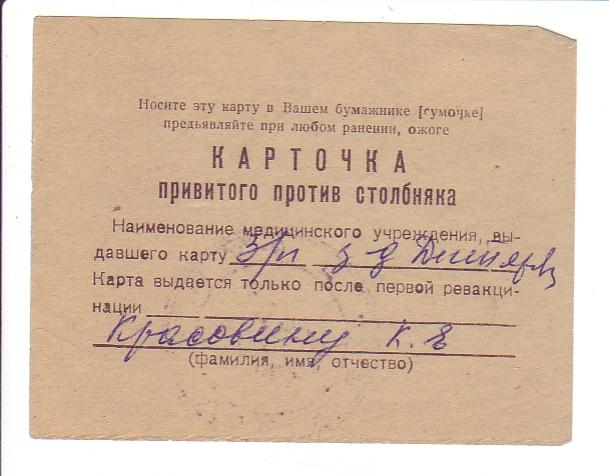 Носите эту карту в Вашем бумажнике [сумочке]
предьявляйте при любом ранении, ожоге
КАРТОЧКА
привитого против столбняка
Наименование медицинского учреждения, вы-
давшего карту З/п з-д
Карта выдается только после первой ревакци-
нации
К.
(фамилия, имя, отчество)